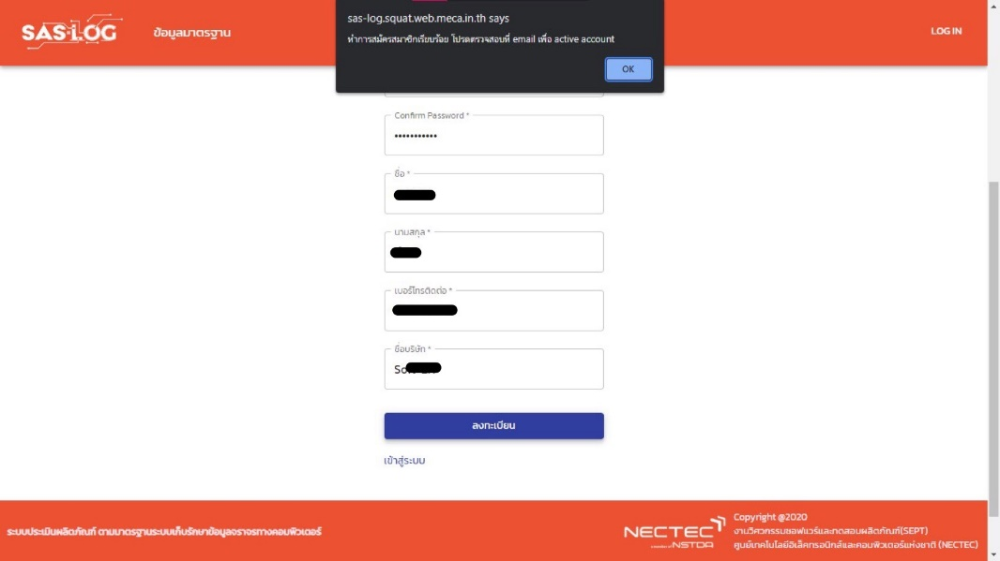 sas-log.squat.web.meca.in.th says
ทำการสมัครสมาชิกเรียบร้อย โปรดตรวจสอบที่ email เพื่อ active account
OK
SAS-LOG
ข้อมูลมาตรฐาน
LOG IN
Confirm Password *
•••••••••••
ชื่อ *
นามสกุล *
เบอร์โทรติดต่อ *
ชื่อบริษัท *
ลงทะเบียน
เข้าสู่ระบบ
ระบบประเมินผลิตภัณฑ์ ตามมาตรฐานระบบเก็บรักษาข้อมูลจราจรทางคอมพิวเตอร์
NECTEC
NSTDA
Copyright @2020
งานวิศวกรรมซอฟแวร์และทดสอบผลิตภัณฑ์(SEPT)
ศูนย์เทคโนโลยีอิเล็กทรอนิกส์และคอมพิวเตอร์แห่งชาติ (NECTEC)